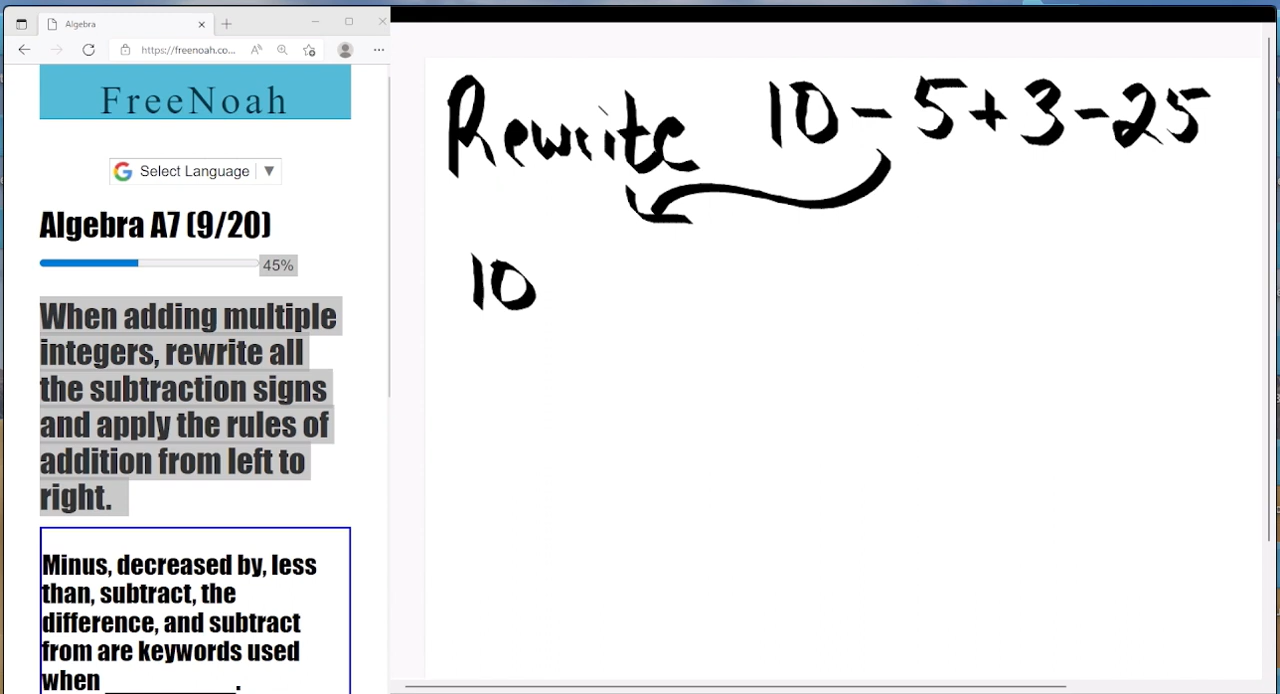 Algebra
https://freenoah.co...
FreeNoah
Select Language
Algebra A7 (9/20)
45%
When adding multiple
integers, rewrite all
the subtraction signs
and apply the rules of
addition from left to
right.
Minus, decreased by, less
than, subtract, the
difference, and subtract
from are keywords used
when __________.
Rewrite 10 - 5 + 3 - 25
10